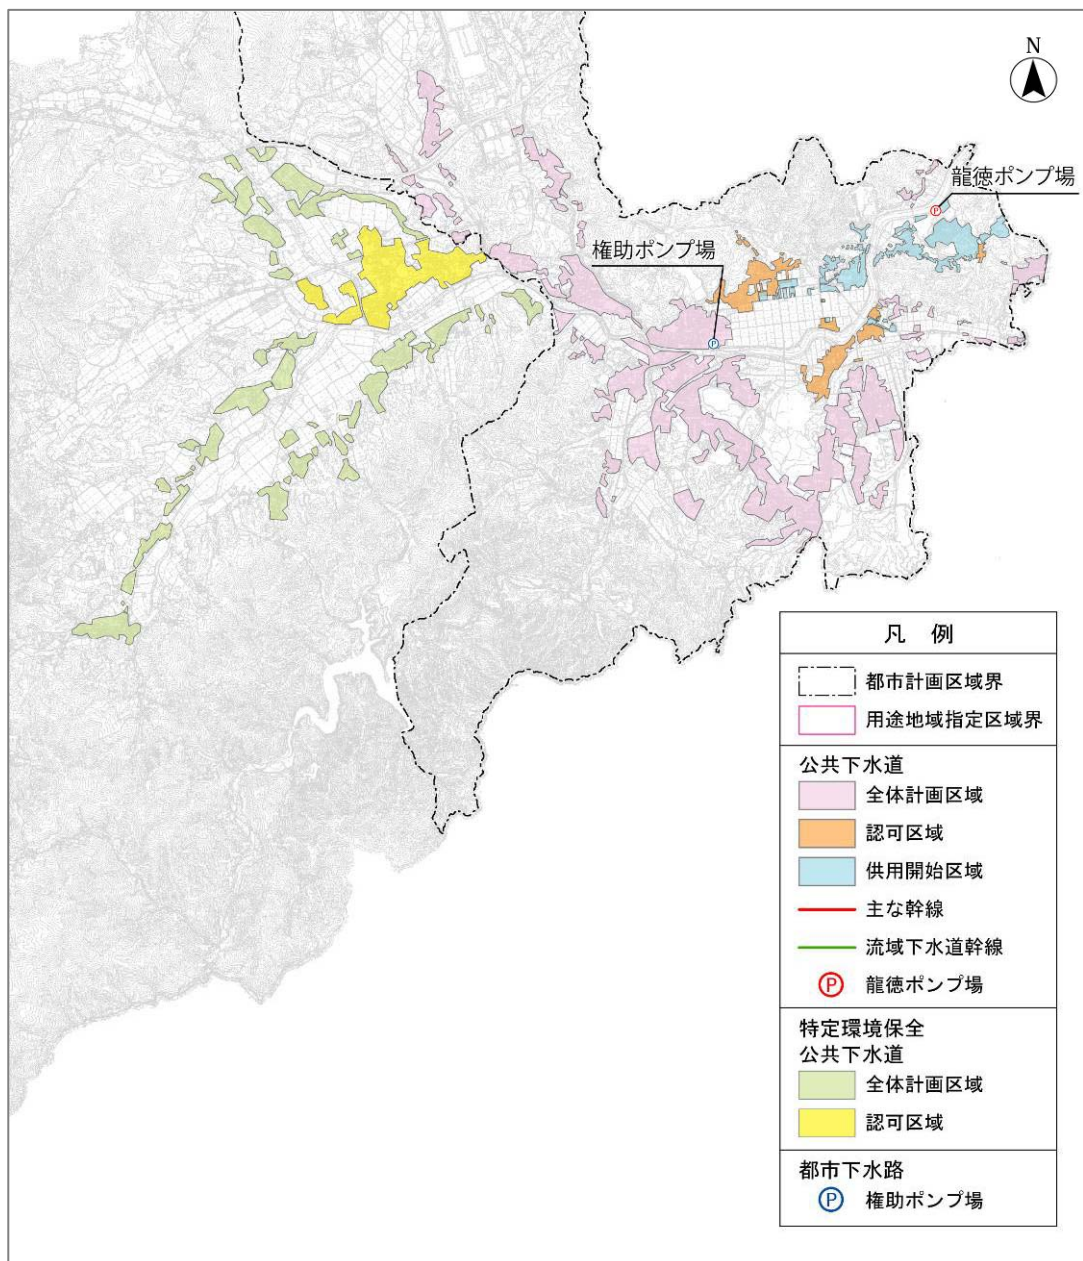 N
龍徳ポンプ場
P
権助ポンプ場
P
凡 例
都市計画区域界
用途地域指定区域界
公共下水道
全体計画区域
認可区域
供用開始区域
主な幹線
流域下水道幹線
P 龍徳ポンプ場
特定環境保全
公共下水道
全体計画区域
認可区域
都市下水路
P 権助ポンプ場